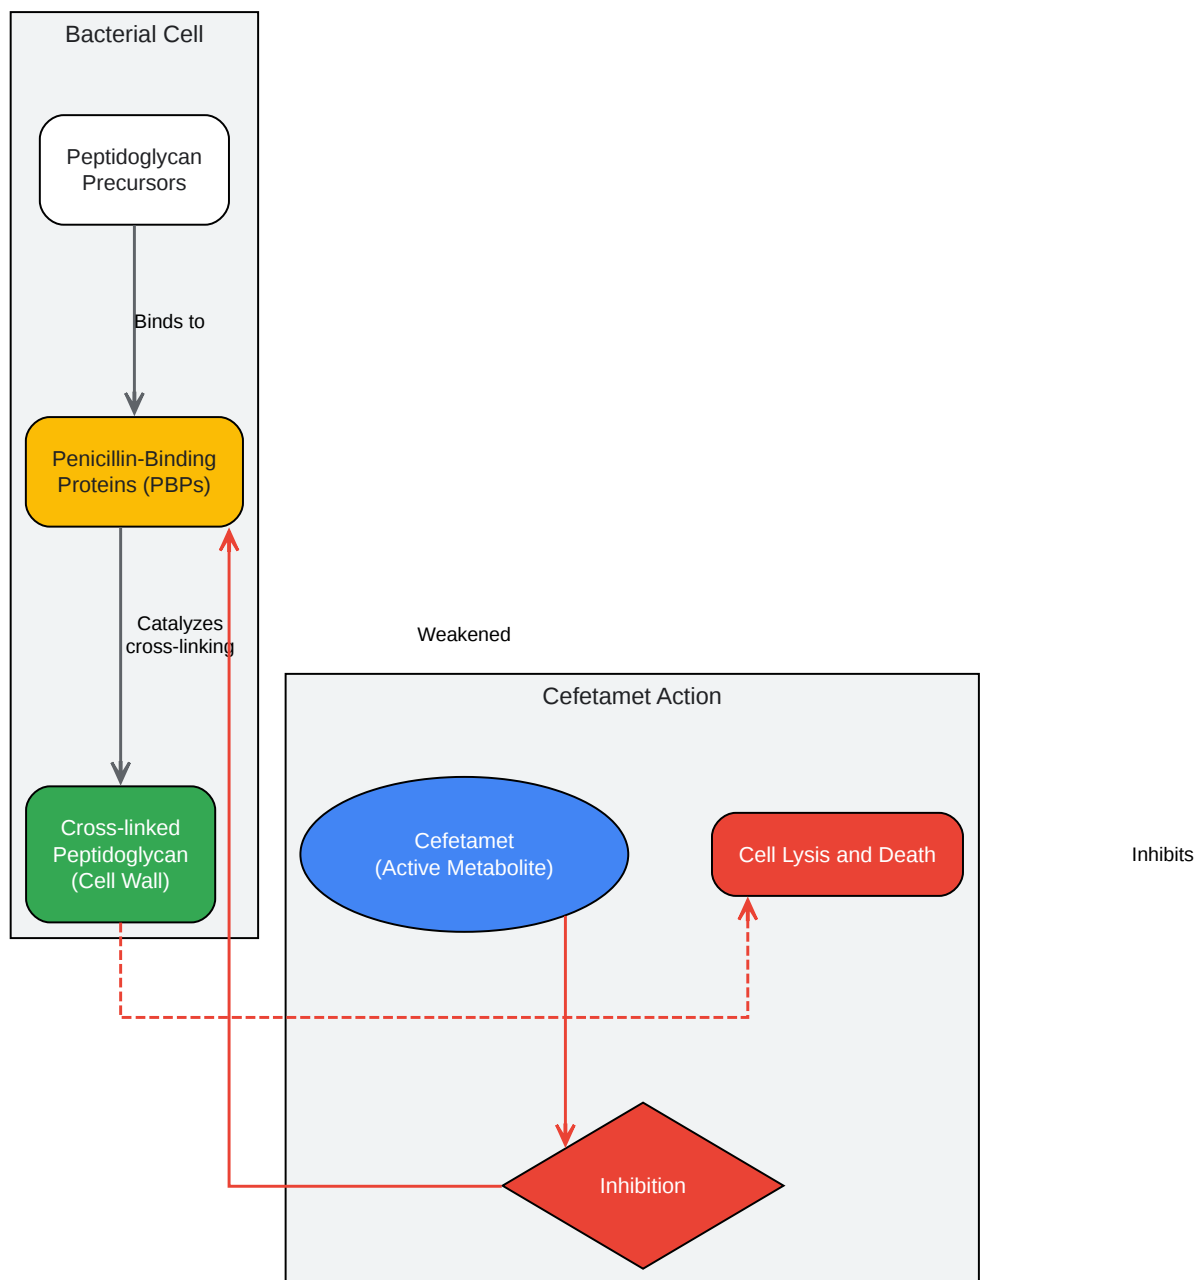 Bacterial Cell
Peptidoglycan
Precursors
Binds to
Penicillin-Binding
Proteins (PBPs)
Catalyzes
cross-linking
Weakened
Cefetamet Action
Cross-linked
Peptidoglycan
(Cell Wall)
Cefetamet
(Active Metabolite)
Cell Lysis and Death
Inhibits
Inhibition